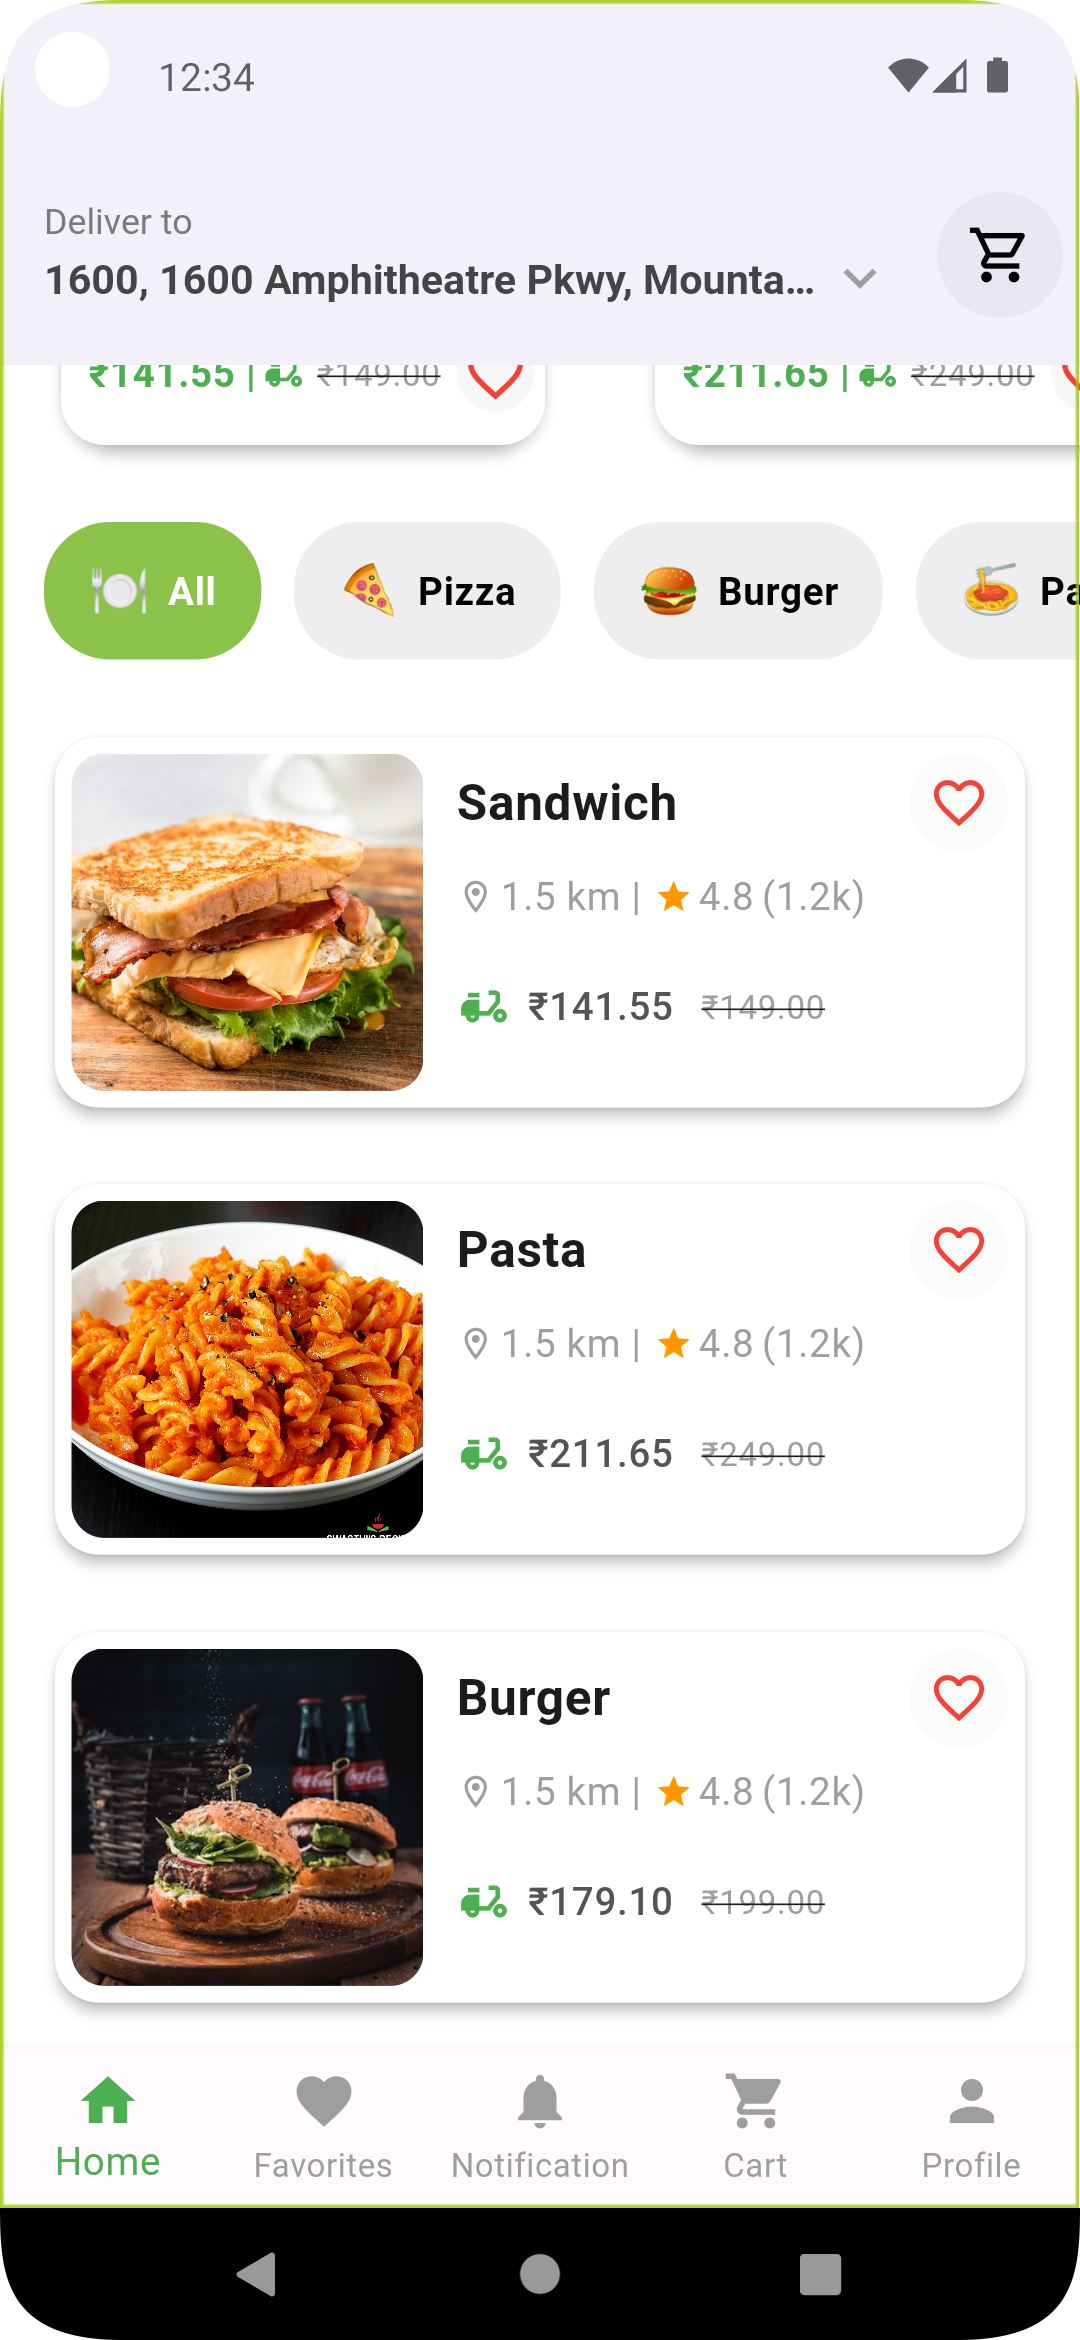 12:34
Deliver to
1600, 1600 Amphitheatre Pkwy, Mounta...
₹141.55 | ₹149.00 ₹211.65 | ₹249.00
All Pizza Burger Pa
Sandwich
1.5 km | 4.8 (1.2k)
₹141.55 ₹149.00
Pasta
1.5 km | 4.8 (1.2k)
₹211.65 ₹249.00
Burger
Coca-Cola
1.5 km | 4.8 (1.2k)
₹179.10 ₹199.00
Home Favorites Notification Cart Profile